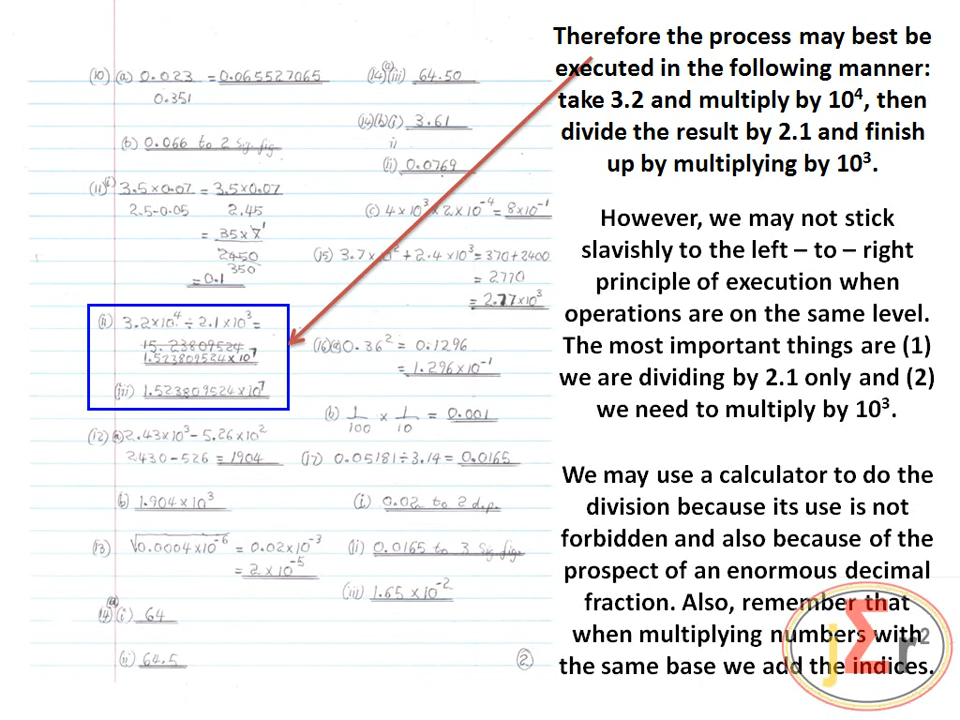 (10) (a) 0.023 = 0.065527065
0.351
(b) 0.066 to 2 sig fig
(11)(i) 3.5×0.07 = 3.5×0.07
2.5-0.05 2.45
= 35×7 1
2450
350
= 0.1
(ii) 3.2×10⁴ ÷ 2.1×10³ =
15.23809524
1.523809524×10⁷
(iii) 1.523809524×10⁷
(12)(a) 2.43×10³ - 5.26×10²
2430-526 = 1904
(b) 1.904×10³
(13) √0.0004×10⁻⁶ = 0.02×10⁻³
= 2×10⁻⁵
(14)(a)(i) 64
(ii) 64.5
(14)(a)(iii) 64.50
(14)(b)(i) 3.61
ii
(ii) 0.0769
(c) 4×10³×2×10⁻⁴ = 8×10⁻¹
(15) 3.7×10²+2.4×10³ = 370+2400
= 2770
= 2.77×10³
(16)(a) 0.36² = 0.1296
= 1.296×10⁻¹
(b) 1 × 1 = 0.001
100 10
(17) 0.05181÷3.14 = 0.0165
(i) 0.02 to 2 d.p.
(ii) 0.0165 to 3 sig figs
(iii) 1.65×10⁻²
(2)
Therefore the process may best be
executed in the following manner:
take 3.2 and multiply by 10⁴, then
divide the result by 2.1 and finish
up by multiplying by 10³.
However, we may not stick
slavishly to the left – to – right
principle of execution when
operations are on the same level.
The most important things are (1)
we are dividing by 2.1 only and (2)
we need to multiply by 10³.
We may use a calculator to do the
division because its use is not
forbidden and also because of the
prospect of an enormous decimal
fraction. Also, remember that
when multiplying numbers with
the same base we add the indices.
jΣr²